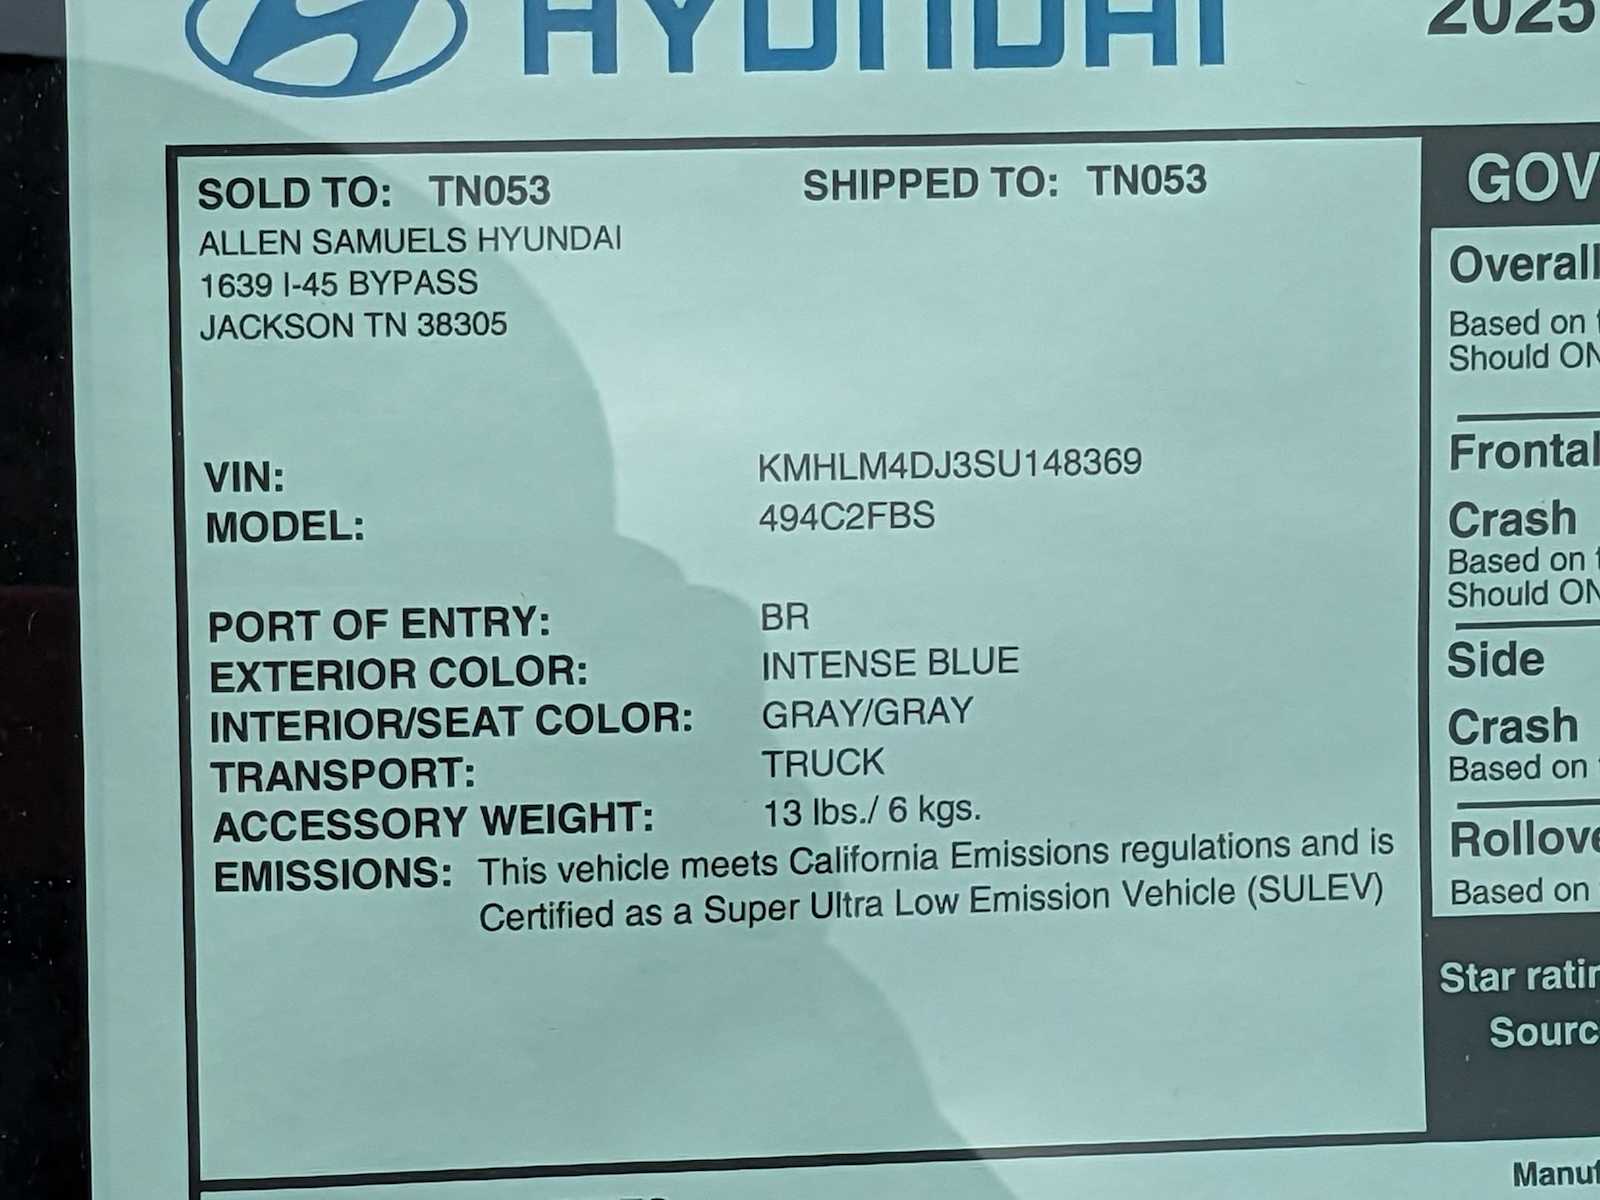 HYUNDAI
2025
SOLD TO: TN053
SHIPPED TO: TN053
ALLEN SAMUELS HYUNDAI
1639 I-45 BYPASS
JACKSON TN 38305
VIN: KMHLM4DJ3SU148369
MODEL: 494C2FBS
PORT OF ENTRY: BR
EXTERIOR COLOR: INTENSE BLUE
INTERIOR/SEAT COLOR: GRAY/GRAY
TRANSPORT: TRUCK
ACCESSORY WEIGHT: 13 lbs./ 6 kgs.
EMISSIONS: This vehicle meets California Emissions regulations and is
Certified as a Super Ultra Low Emission Vehicle (SULEV)
GOV
Overall
Based on
Should ON
Frontal
Crash
Based on
Should ON
Side
Crash
Based on
Rollove
Based on
Star ratin
Sourc
Manuf